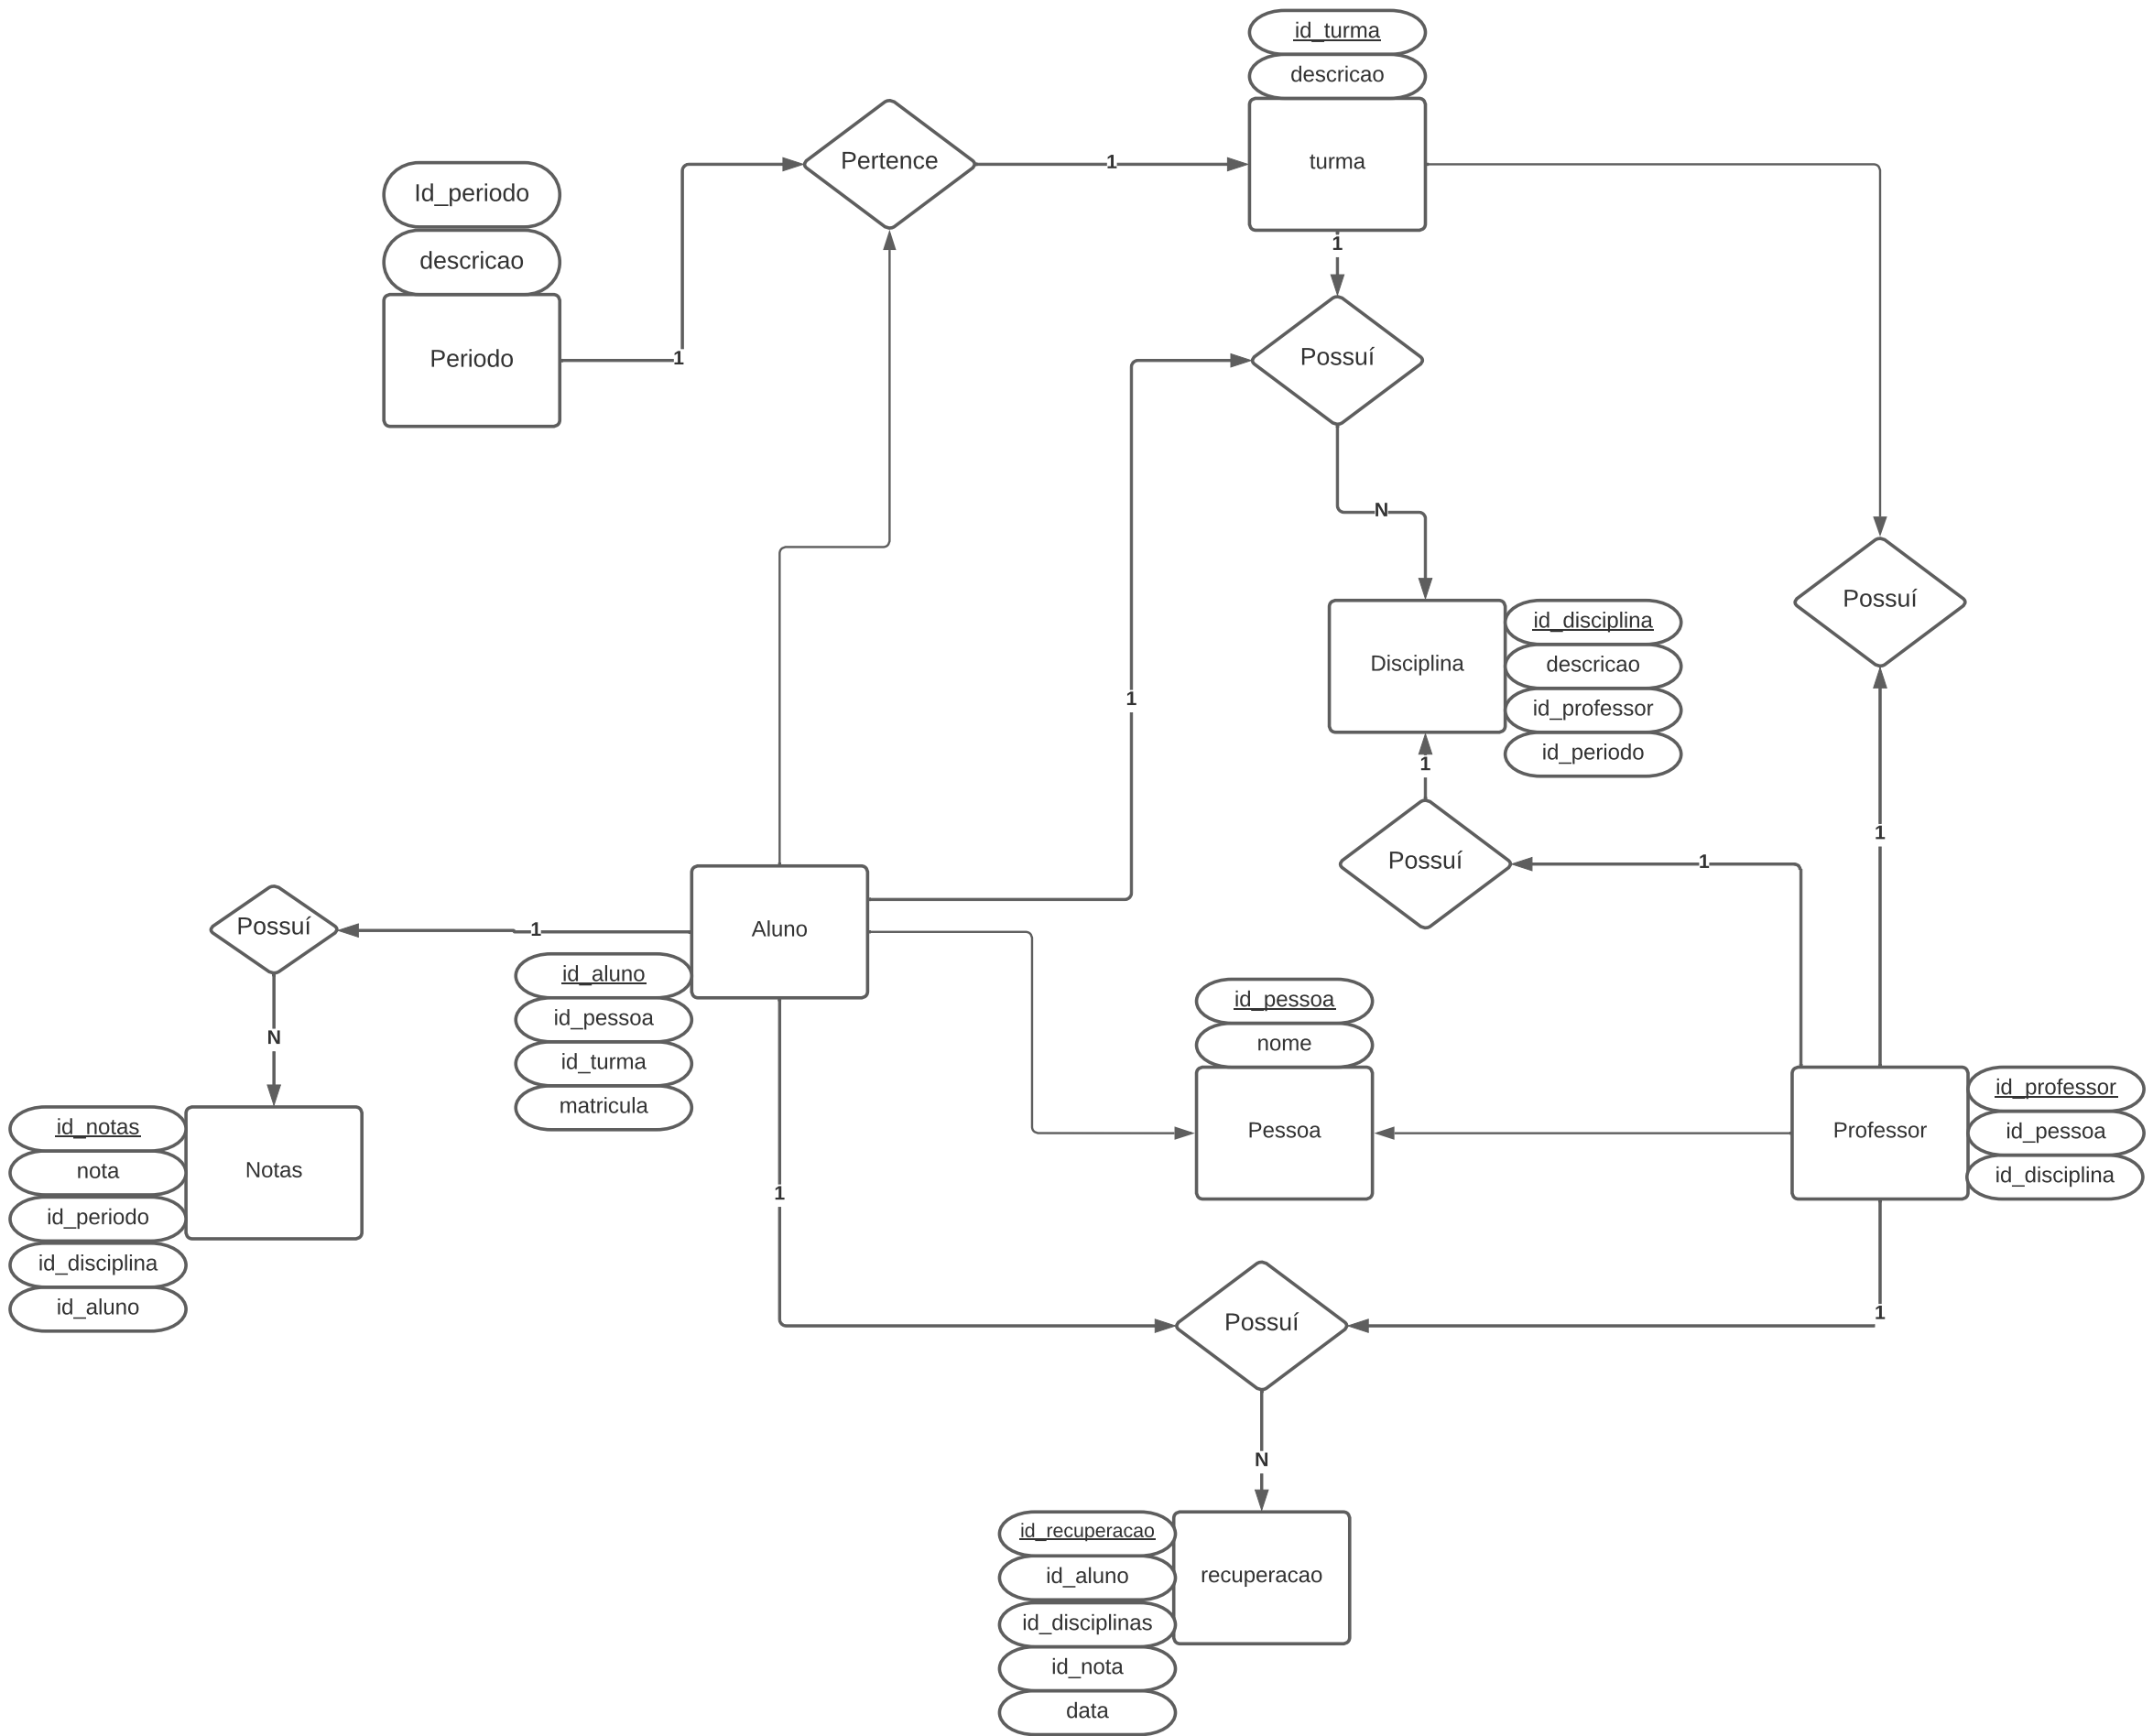 id_turma
descricao
turma
Pertence
1
Id_periodo
descricao
Periodo
1
1
Possuí
N
1
Possuí
Disciplina
id_disciplina
descricao
id_professor
id_periodo
1
Possuí
1
1
Aluno
id_aluno
id_pessoa
id_turma
matricula
1
Possuí
N
Notas
id_notas
nota
id_periodo
id_disciplina
id_aluno
id_pessoa
nome
Pessoa
Professor
id_professor
id_pessoa
id_disciplina
1
1
Possuí
N
recuperacao
id_recuperacao
id_aluno
id_disciplinas
id_nota
data